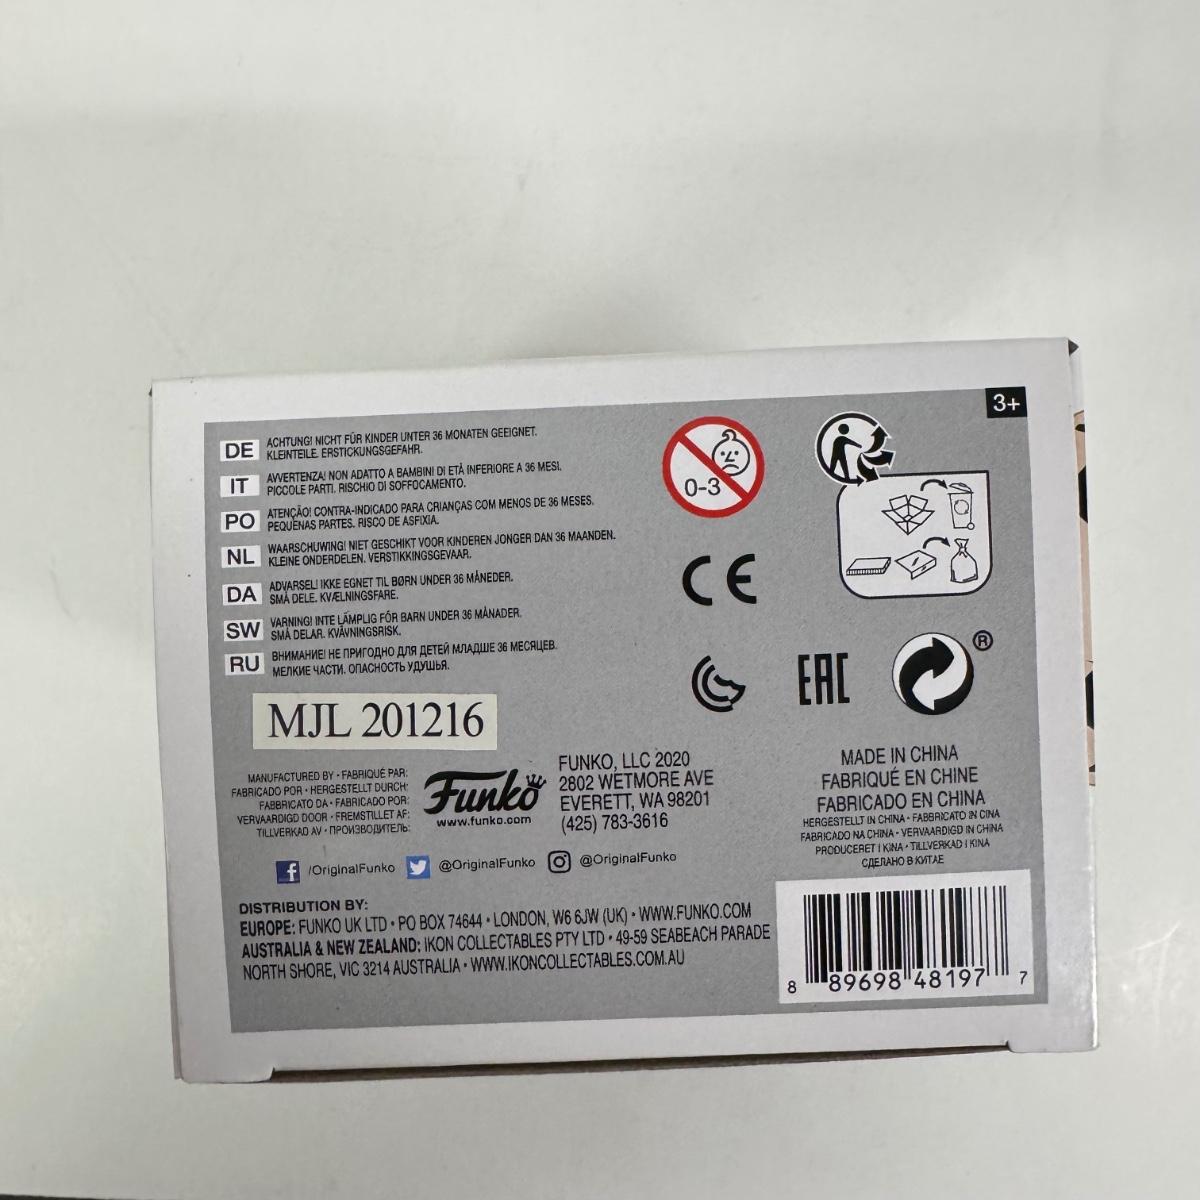 3+
DE
ACHTUNG! NICHT FÜR KINDER UNTER 36 MONATEN GEEIGNET.
KLEINTEILE. ERSTICKUNGSGEFAHR.
IT
AVVERTENZA! NON ADATTO A BAMBINI DI ETÀ INFERIORE A 36 MESI.
PICCOLE PARTI. RISCHIO DI SOFFOCAMENTO.
PO
ATENÇÃO! CONTRA-INDICADO PARA CRIANÇAS COM MENOS DE 36 MESES.
PEQUENAS PARTES. RISCO DE ASFIXIA.
NL
WAARSCHUWING! NIET GESCHIKT VOOR KINDEREN JONGER DAN 36 MAANDEN.
KLEINE ONDERDELEN. VERSTIKKINGSGEVAAR.
DA
ADVARSEL! IKKE EGNET TIL BØRN UNDER 36 MÅNEDER.
SMÅ DELE. KVÆLNINGSFARE.
SW
VARNING! INTE LÄMPLIG FÖR BARN UNDER 36 MÅNADER.
SMÅ DELAR. KVÄVNINGSRISK.
RU
ВНИМАНИЕ! НЕ ПРИГОДНО ДЛЯ ДЕТЕЙ МЛАДШЕ 36 МЕСЯЦЕВ.
МЕЛКИЕ ЧАСТИ. ОПАСНОСТЬ УДУШЬЯ.
0-3
CE
EAC
®
MJL 201216
MANUFACTURED BY • FABRIQUÉ PAR:
FABRICADO POR • HERGESTELLT DURCH:
FABBRICATO DA • FABRICADO POR:
VERVAARDIGD DOOR • FREMSTILLET AF:
TILLVERKAD AV • ПРОИЗВОДИТЕЛЬ:
Funko
www.funko.com
FUNKO, LLC 2020
2802 WETMORE AVE
EVERETT, WA 98201
(425) 783-3616
MADE IN CHINA
FABRIQUÉ EN CHINE
FABRICADO EN CHINA
HERGESTELLT IN CHINA • FABBRICATO IN CINA
FABRICADO NA CHINA • VERVAARDIGD IN CHINA
PRODUCERET I KINA • TILLVERKAD I KINA
СДЕЛАНО В КИТАЕ
/OriginalFunko @OriginalFunko @OriginalFunko
DISTRIBUTION BY:
EUROPE: FUNKO UK LTD • PO BOX 74644 • LONDON, W6 6JW (UK) • WWW.FUNKO.COM
AUSTRALIA & NEW ZEALAND: IKON COLLECTABLES PTY LTD • 49-59 SEABEACH PARADE
NORTH SHORE, VIC 3214 AUSTRALIA • WWW.IKONCOLLECTABLES.COM.AU
8 89698 48197 7